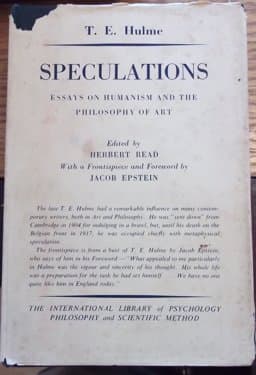 T. E. Hulme
SPECULATIONS
ESSAYS ON HUMANISM AND THE
PHILOSOPHY OF ART
Edited by
HERBERT READ
With a Frontispiece and Foreword by
JACOB EPSTEIN
The late T. E. Hulme had a remarkable influence on many contem-
porary writers, both in Art and Philosophy. He was "sent down" from
Cambridge in 1904 for indulging in a brawl, but, until his death on the
Belgian front in 1917, he was occupied chiefly with metaphysical
speculation.
The frontispiece is from a bust of T. E. Hulme by Jacob Epstein,
who says of him in his Foreword—"What appealed to me particularly
in Hulme was the vigour and sincerity of his thought. His whole life
was a preparation for the task he had set himself . . . We have no one
quite like him in England today."
THE INTERNATIONAL LIBRARY OF PSYCHOLOGY
PHILOSOPHY AND SCIENTIFIC METHOD